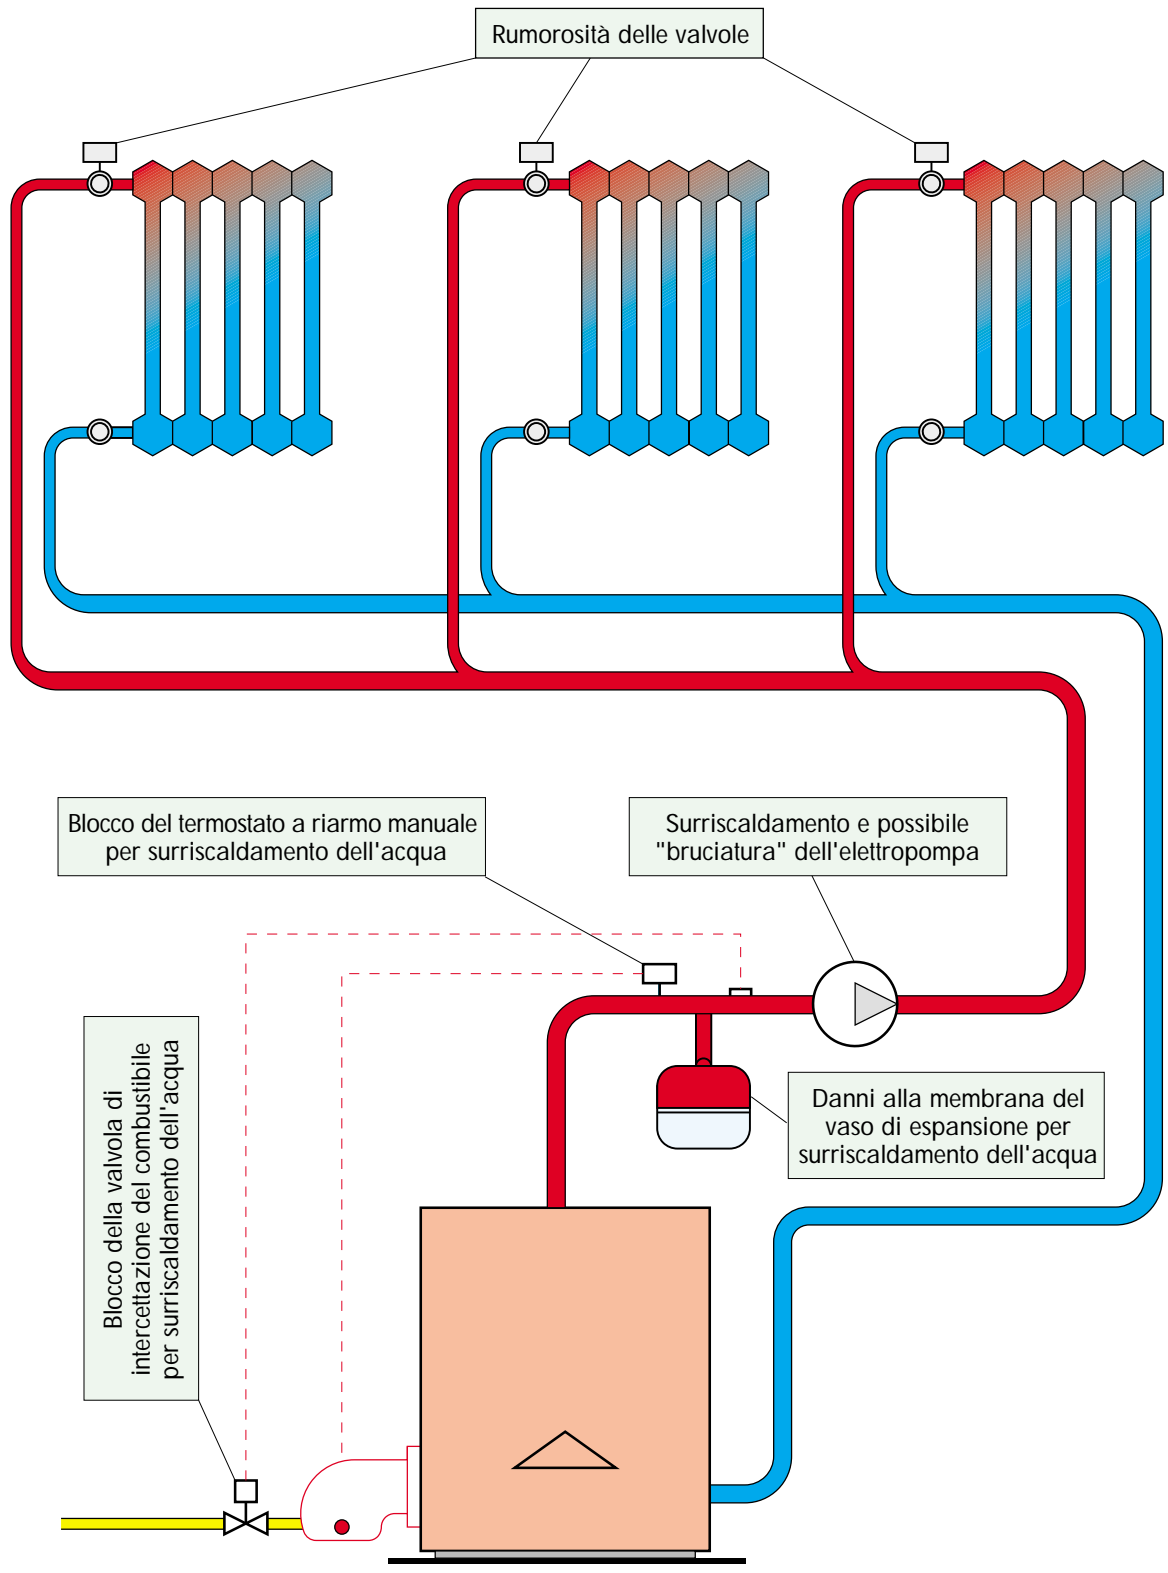 Rumorosità delle valvole
Blocco del termostato a riarmo manuale
per surriscaldamento dell'acqua
Surriscaldamento e possibile
"bruciatura" dell'elettropompa
Blocco della valvola di
intercettazione del combustibile
per surriscaldamento dell'acqua
Danni alla membrana del
vaso di espansione per
surriscaldamento dell'acqua